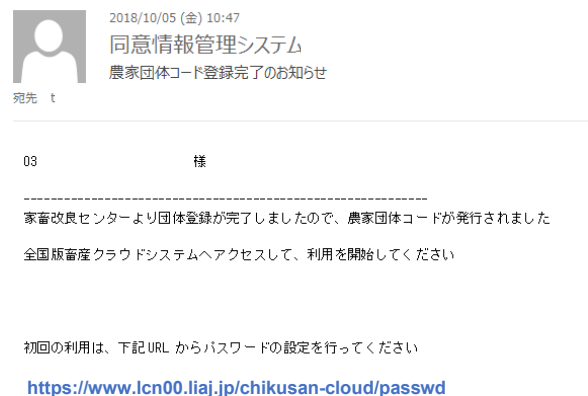 2018/10/05 (金) 10:47
同意情報管理システム
農家団体コード登録完了のお知らせ
宛先 t
03 様
------------------------------------------------------------
家畜改良センターより団体登録が完了しましたので、農家団体コードが発行されました
全国版畜産クラウドシステムへアクセスして、利用を開始してください
初回の利用は、下記URL からパスワードの設定を行ってください
https://www.lcn00.liaj.jp/chikusan-cloud/passwd